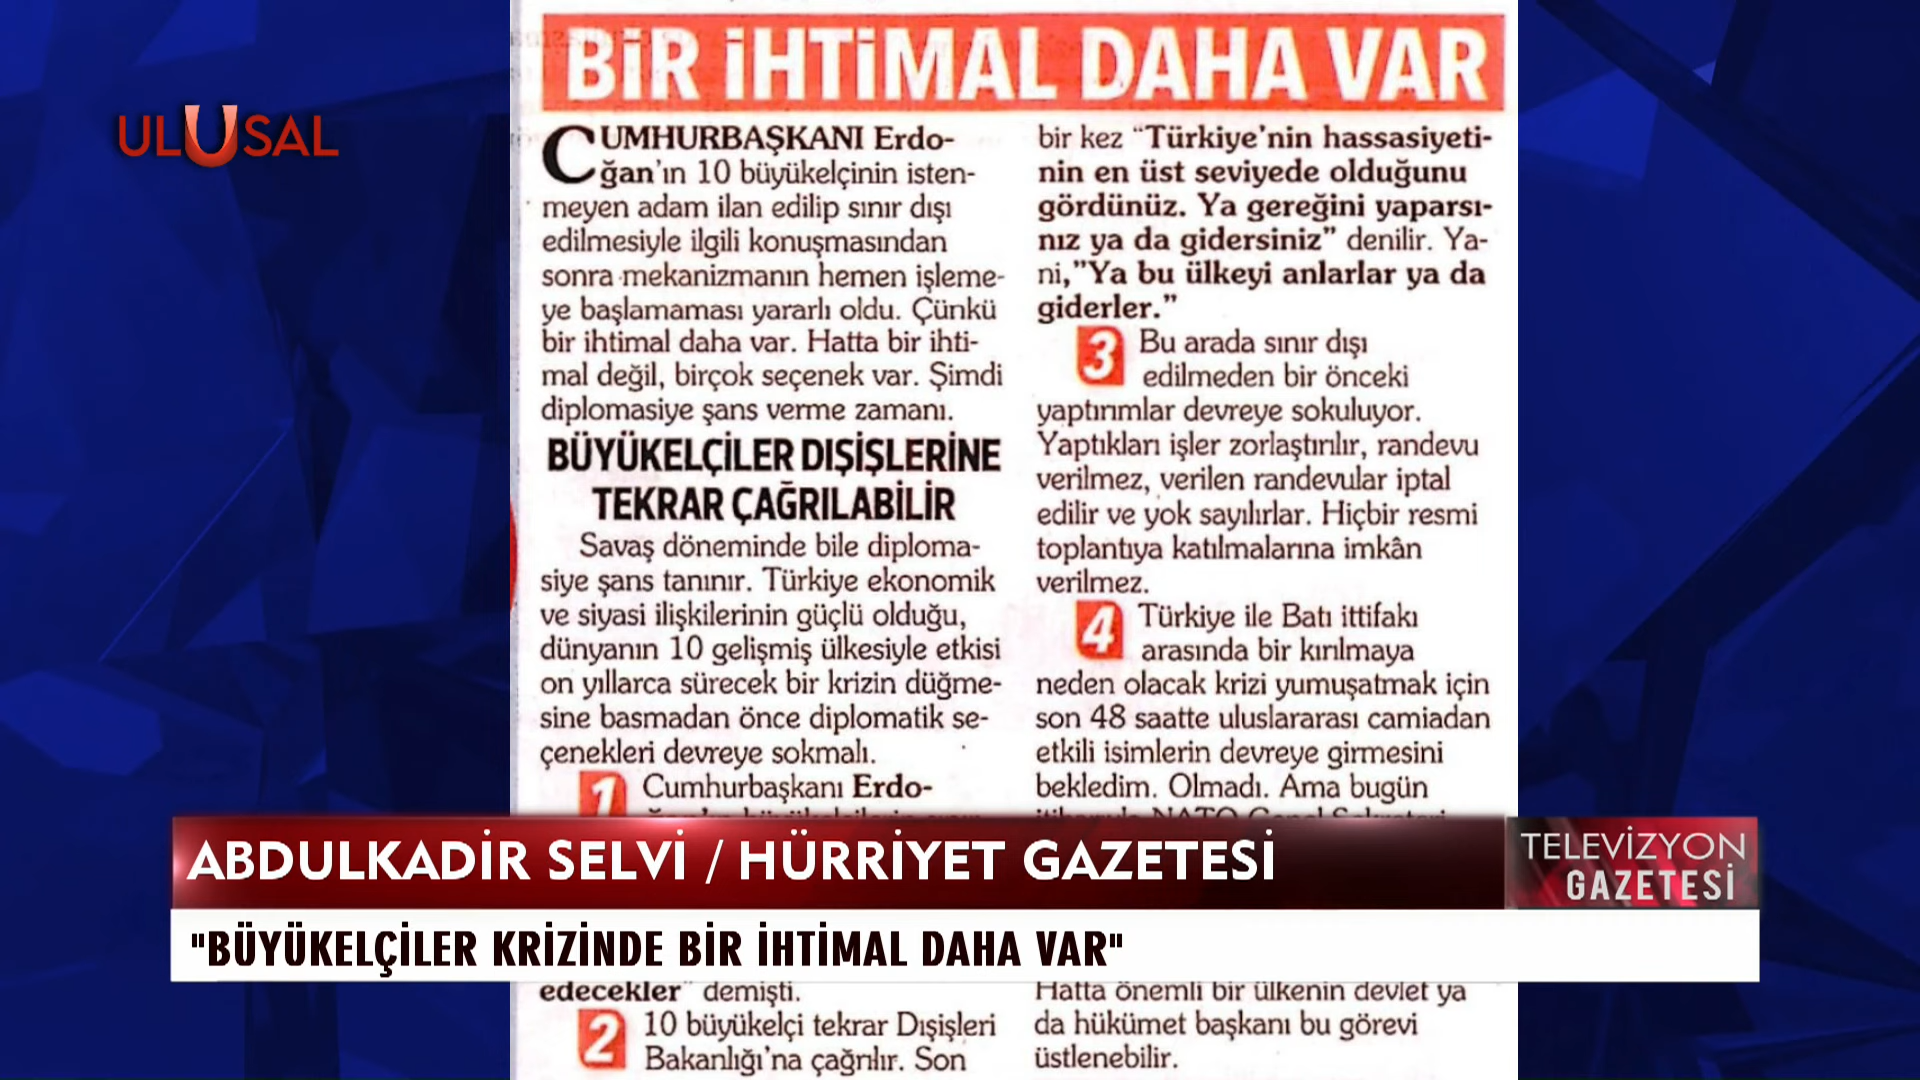 BİR İHTİMAL DAHA VAR
ULUSAL
CUMHURBAŞKANI Erdo-
ğan'ın 10 büyükelçinin isten-
meyen adam ilan edilip sınır dışı
edilmesiyle ilgili konuşmasından
sonra mekanizmanın hemen işleme-
ye başlamaması yararlı oldu. Çünkü
bir ihtimal daha var. Hatta bir ihti-
mal değil, birçok seçenek var. Şimdi
diplomasiye şans verme zamanı.
BÜYÜKELÇİLER DIŞİŞLERİNE
TEKRAR ÇAĞRILABİLİR
Savaş döneminde bile diploma-
siye şans tanınır. Türkiye ekonomik
ve siyasi ilişkilerinin güçlü olduğu,
dünyanın 10 gelişmiş ülkesiyle etkisi
on yıllarca sürecek bir krizin düğme-
sine basmadan önce diplomatik se-
çenekleri devreye sokmalı.
1 Cumhurbaşkanı Erdo-
edecekler" demişti.
2 10 büyükelçi tekrar Dışişleri
Bakanlığı'na çağrılır. Son
bir kez "Türkiye'nin hassasiyeti-
nin en üst seviyede olduğunu
gördünüz. Ya gereğini yaparsı-
nız ya da gidersiniz" denilir. Ya-
ni,"Ya bu ülkeyi anlarlar ya da
giderler."
3 Bu arada sınır dışı
edilmeden bir önceki
yaptırımlar devreye sokuluyor.
Yaptıkları işler zorlaştırılır, randevu
verilmez, verilen randevular iptal
edilir ve yok sayılırlar. Hiçbir resmi
toplantıya katılmalarına imkân
verilmez.
4 Türkiye ile Batı ittifakı
arasında bir kırılmaya
neden olacak krizi yumuşatmak için
son 48 saatte uluslararası camiadan
etkili isimlerin devreye girmesini
bekledim. Olmadı. Ama bugün
Hatta önemli bir ülkenin devlet ya
da hükümet başkanı bu görevi
üstlenebilir.
ABDULKADİR SELVİ / HÜRRİYET GAZETESİ
TELEVİZYON
GAZETESİ
"BÜYÜKELÇİLER KRİZİNDE BİR İHTİMAL DAHA VAR"